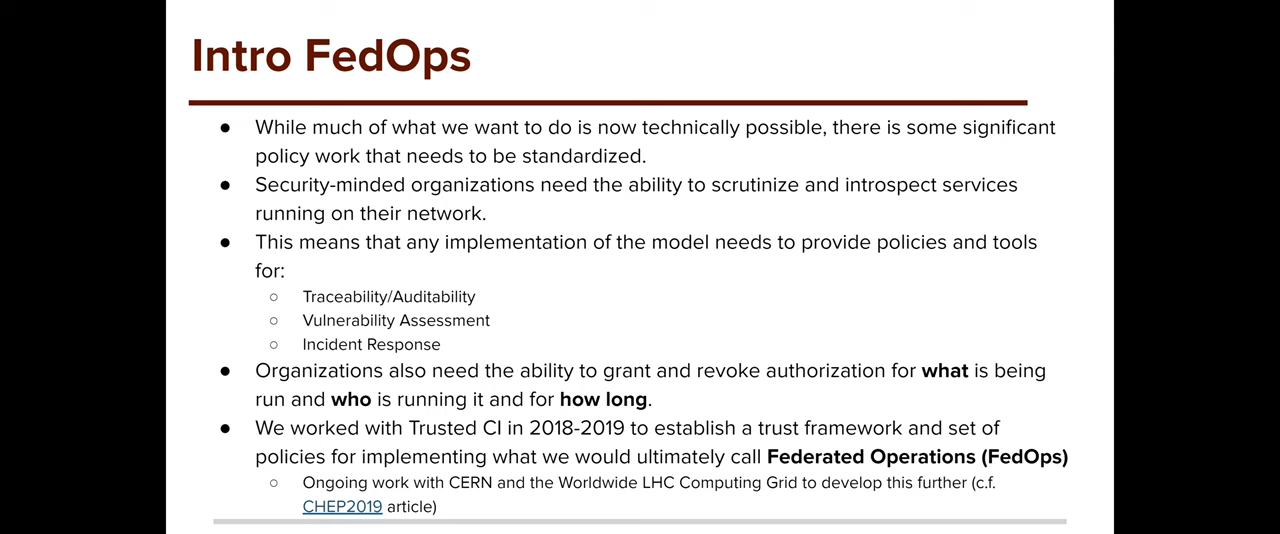 Intro FedOps
● While much of what we want to do is now technically possible, there is some significant
policy work that needs to be standardized.
● Security-minded organizations need the ability to scrutinize and introspect services
running on their network.
● This means that any implementation of the model needs to provide policies and tools
for:
○ Traceability/Auditability
○ Vulnerability Assessment
○ Incident Response
● Organizations also need the ability to grant and revoke authorization for what is being
run and who is running it and for how long.
● We worked with Trusted CI in 2018-2019 to establish a trust framework and set of
policies for implementing what we would ultimately call Federated Operations (FedOps)
○ Ongoing work with CERN and the Worldwide LHC Computing Grid to develop this further (c.f.
CHEP2019 article)